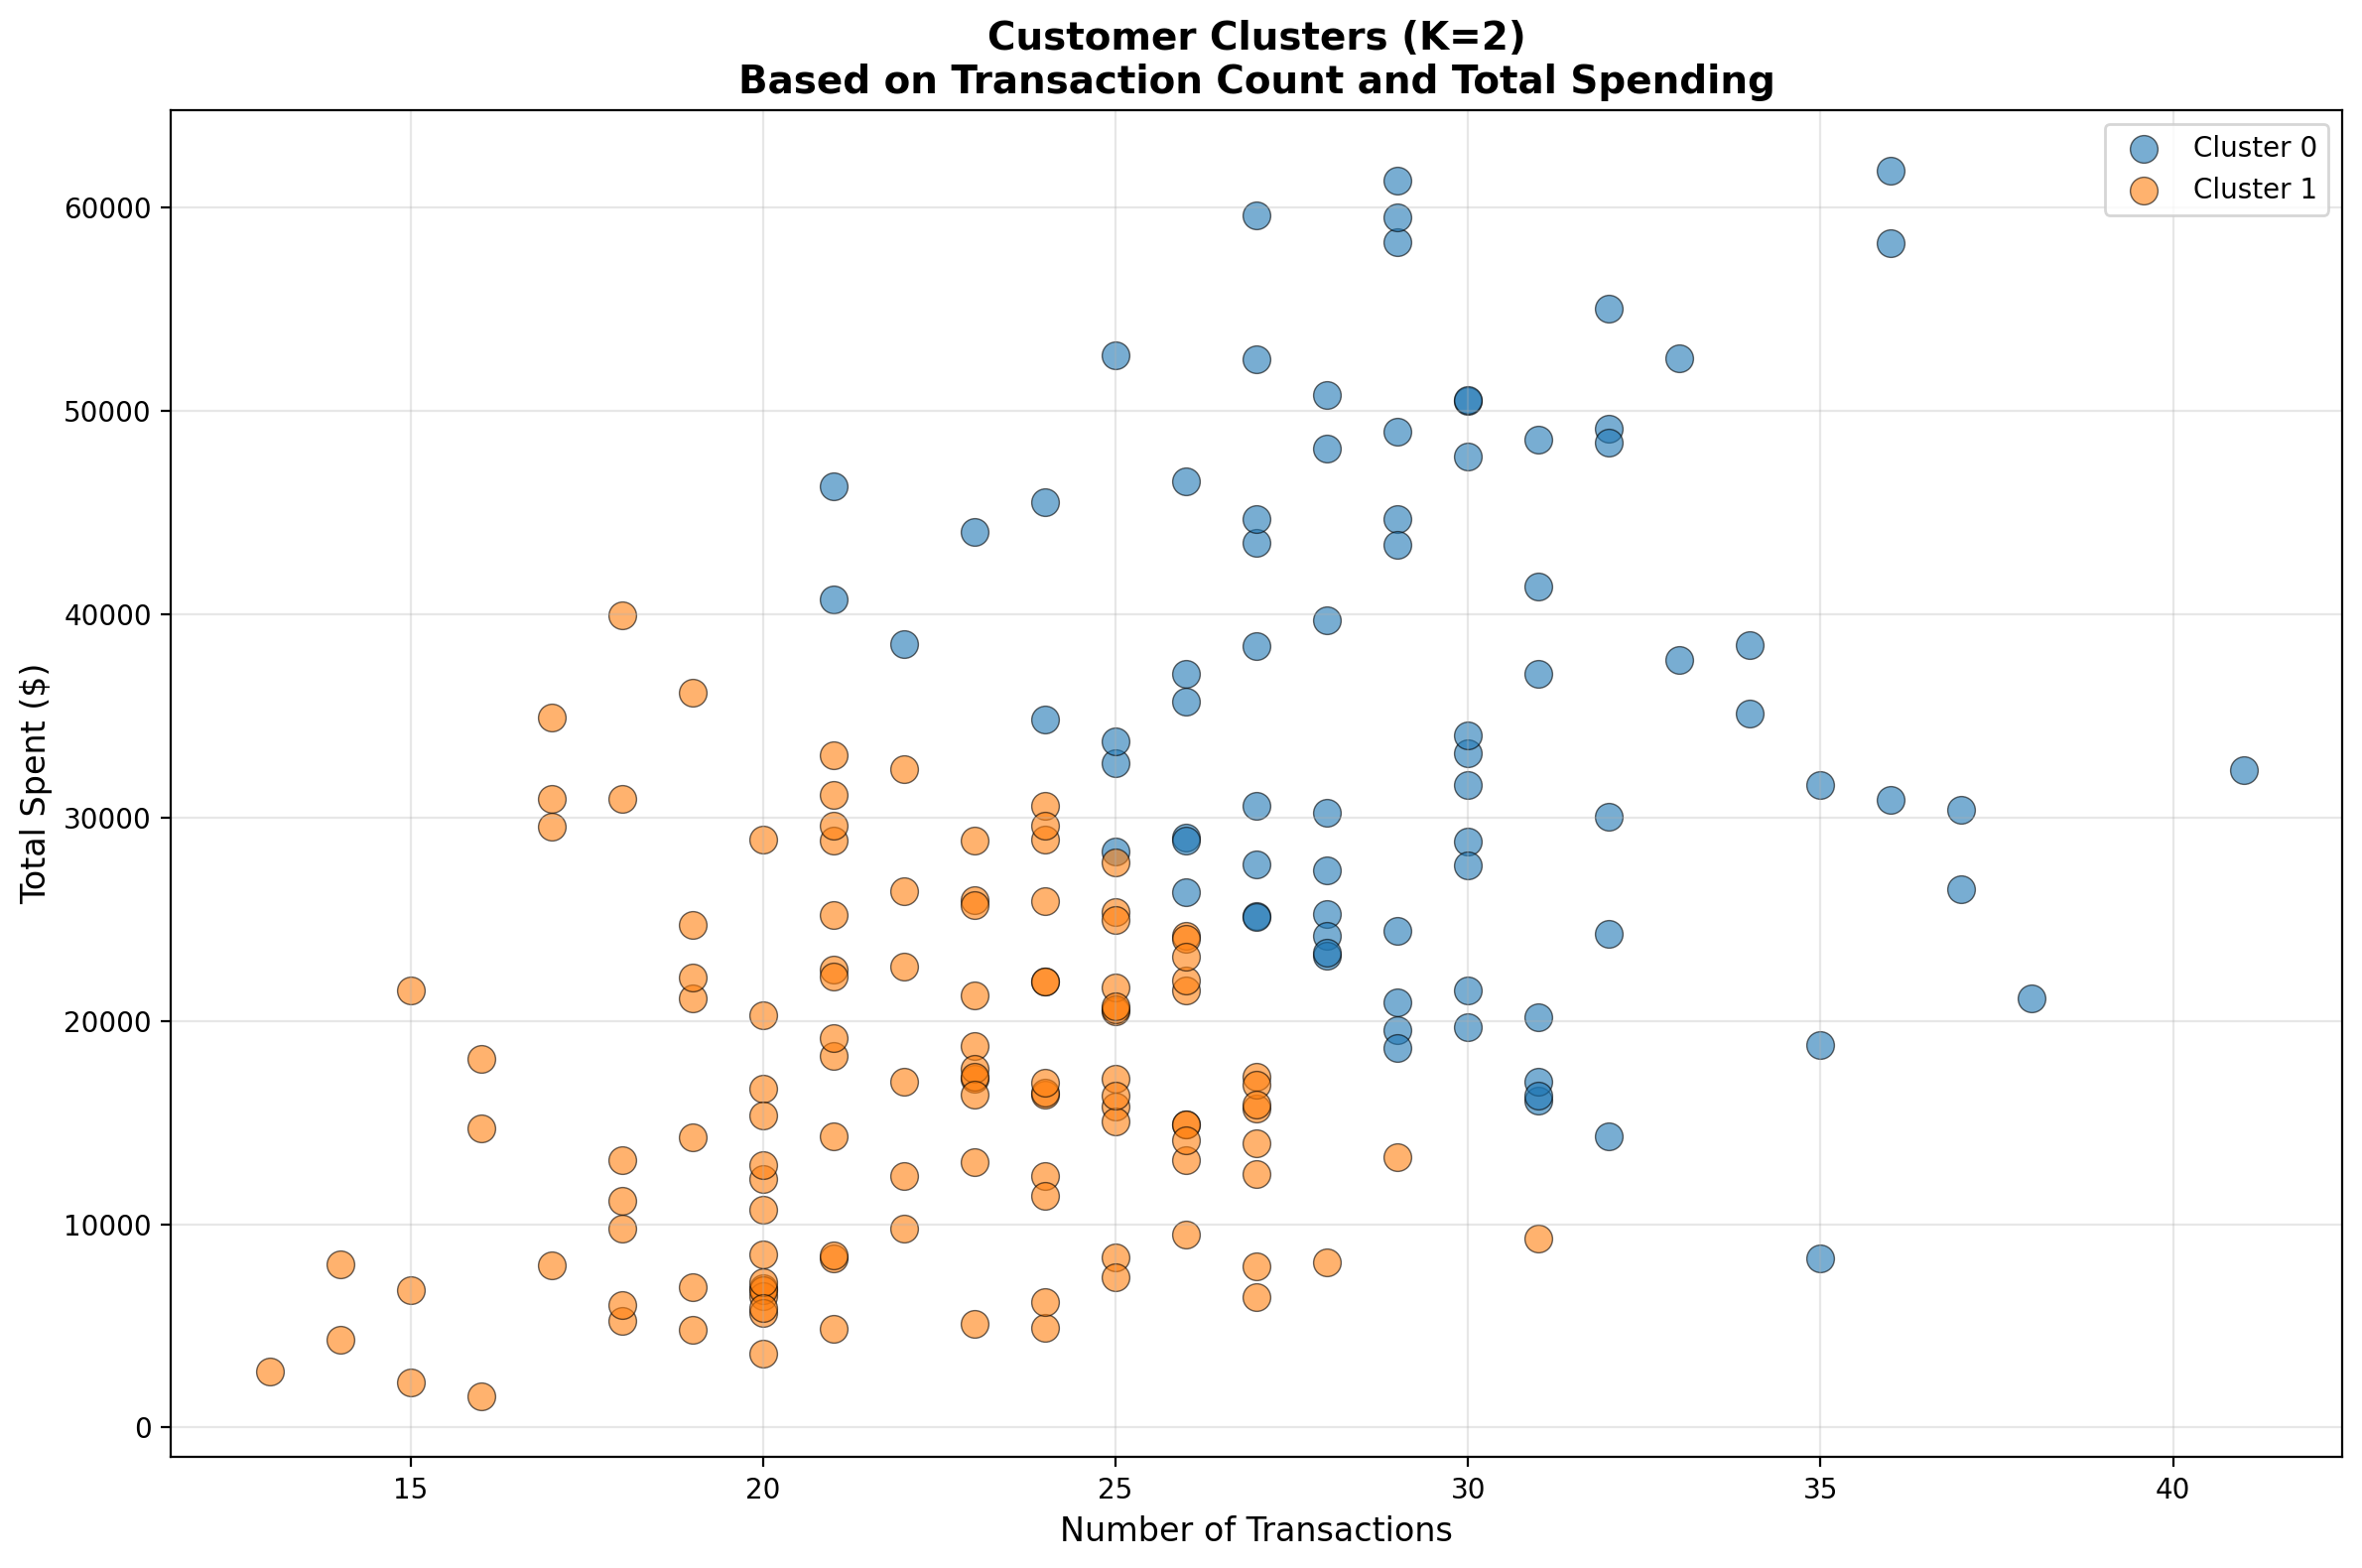 Customer Clusters (K=2)
Based on Transaction Count and Total Spending
Cluster 0
Cluster 1
Total Spent ($)
60000
50000
40000
30000
20000
10000
0
15 20 25 30 35 40
Number of Transactions